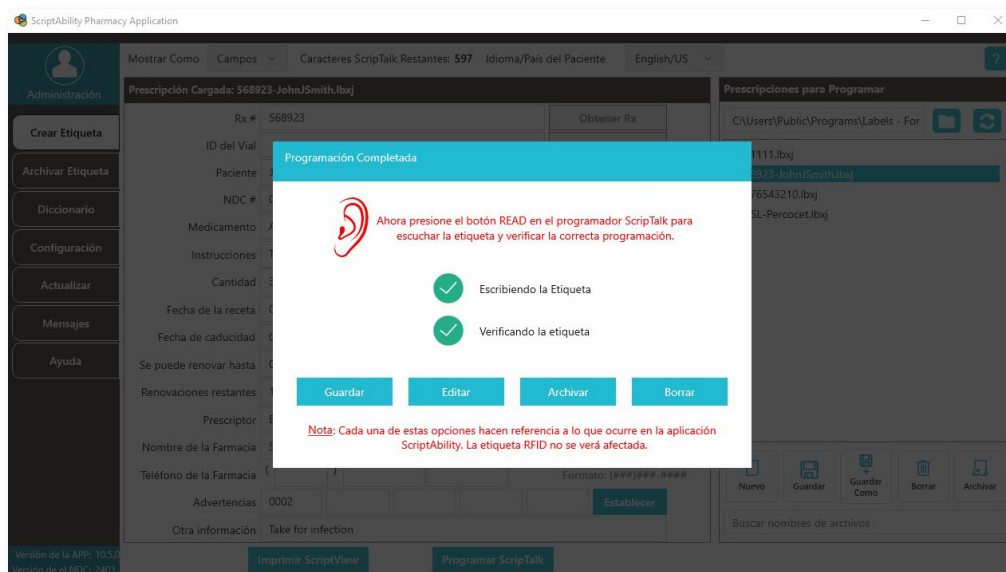 ScriptAbility Pharmacy Application
Administración
Crear Etiqueta
Archivar Etiqueta
Diccionario
Configuración
Actualizar
Mensajes
Ayuda
Versión de la APP: 10.5.0
Versión de el NDC: 2403
Mostrar Como Campos Caracteres ScripTalk Restantes: 597 Idioma/País del Paciente English/US ?
Prescripción Cargada: 568923-JohnJSmith.lbxj
Rx # 568923 Obtener Rx
ID del Vial
Paciente
NDC #
Medicamento
Instrucciones
Cantidad
Fecha de la receta
Fecha de caducidad
Se puede renovar hasta
Renovaciones restantes
Prescriptor
Nombre de la Farmacia
Teléfono de la Farmacia ( ) Formato: (###)###-####
Advertencias 0002 Establecer
Otra información Take for infection
Imprimir ScriptView Programar ScripTalk
Programación Completada
Ahora presione el botón READ en el programador ScripTalk para
escuchar la etiqueta y verificar la correcta programación.
Escribiendo la Etiqueta
Verificando la etiqueta
Guardar Editar Archivar Borrar
Nota: Cada una de estas opciones hacen referencia a lo que ocurre en la aplicación
ScriptAbility. La etiqueta RFID no se verá afectada.
Prescripciones para Programar
C:\Users\Public\Programs\Labels - For
1111.lbxj
8923-JohnJSmith.lbxj
76543210.lbxj
SL-Percocet.lbxj
Nuevo Guardar Guardar Como Borrar Archivar
Buscar nombres de archivos